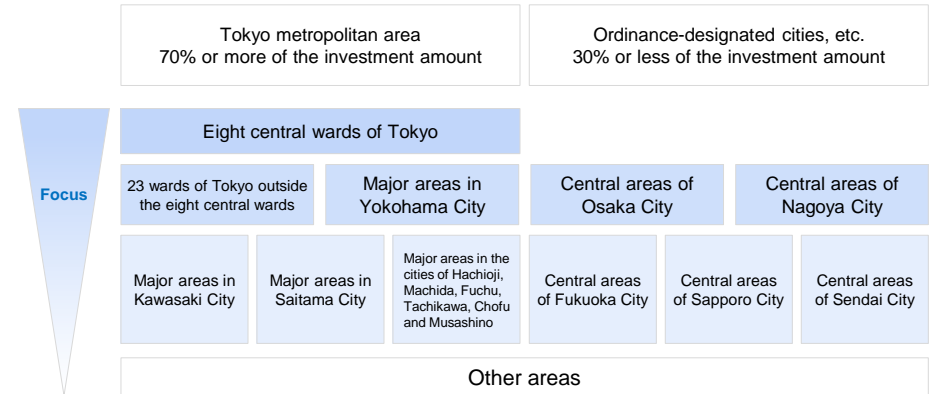 Tokyo metropolitan area
70% or more of the investment amount
Ordinance-designated cities, etc.
30% or less of the investment amount
Focus
Eight central wards of Tokyo
23 wards of Tokyo outside
the eight central wards
Major areas in
Yokohama City
Central areas of
Osaka City
Central areas of
Nagoya City
Major areas in
Kawasaki City
Major areas in
Saitama City
Major areas in the
cities of Hachioji,
Machida, Fuchu,
Tachikawa, Chofu
and Musashino
Central areas
of Fukuoka City
Central areas
of Sapporo City
Central areas
of Sendai City
Other areas